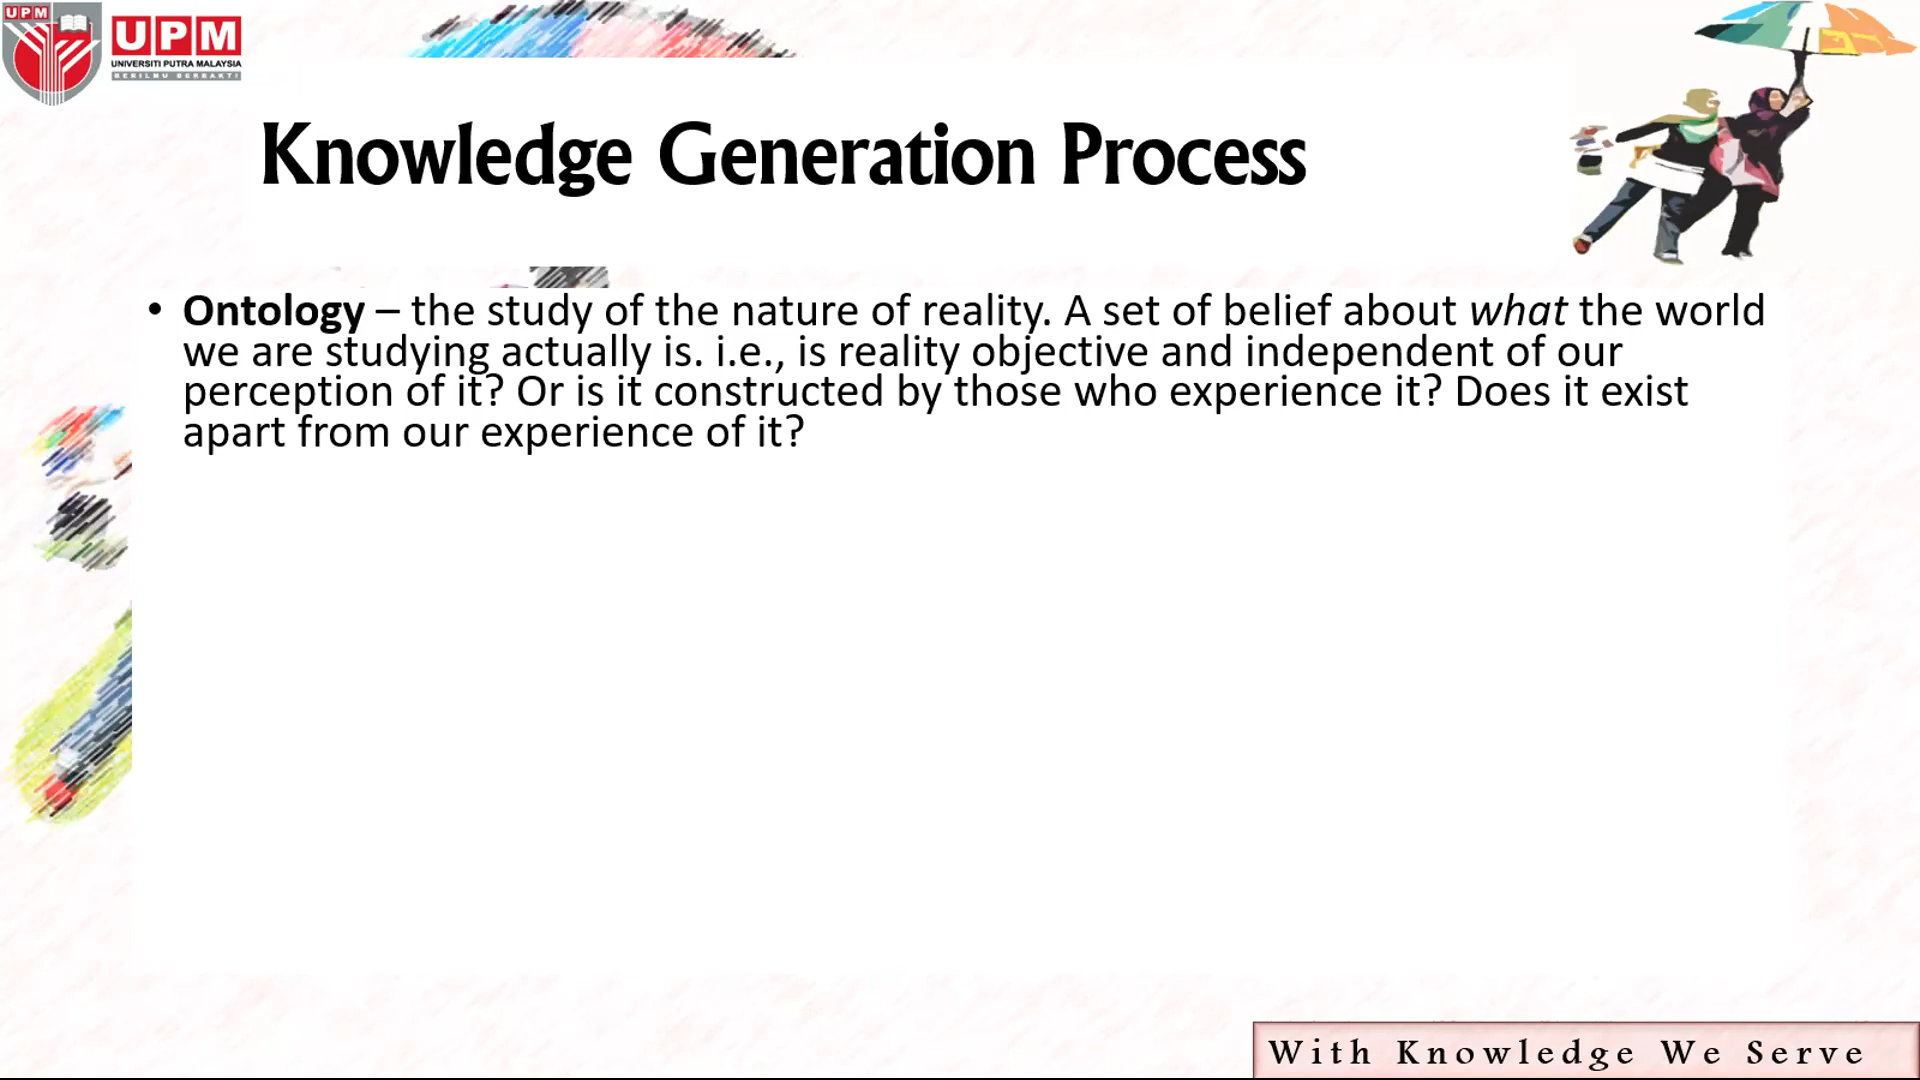 UPM
UPM
UNIVERSITI PUTRA MALAYSIA
BERILMU BERBAKTI
Knowledge Generation Process
• Ontology – the study of the nature of reality. A set of belief about what the world
we are studying actually is. i.e., is reality objective and independent of our
perception of it? Or is it constructed by those who experience it? Does it exist
apart from our experience of it?
With Knowledge We Serve